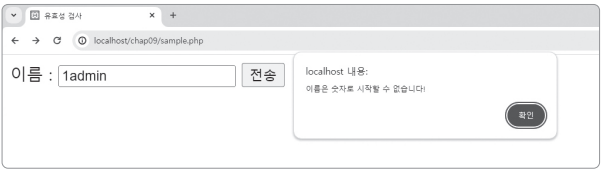 유효성 검사
localhost/chap09/sample.php
이름 : 1admin 전송
localhost 내용:
이름은 숫자로 시작할 수 없습니다!
확인